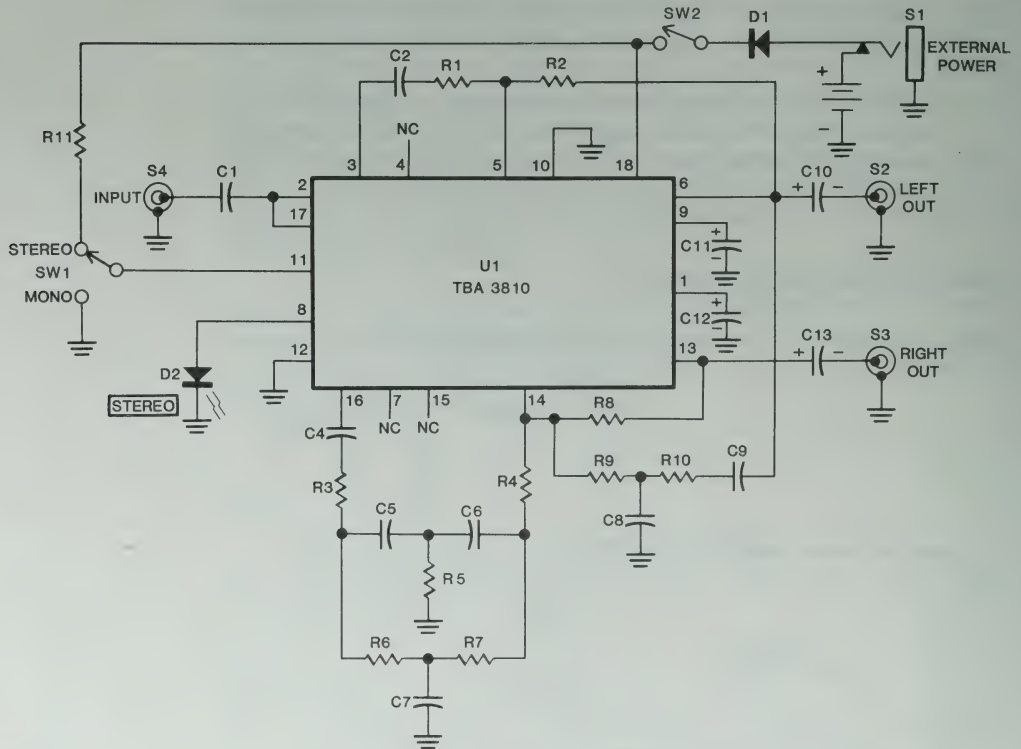 SW2 D1 S1
C2 R1 R2
EXTERNAL
POWER
+
-
R11
NC
3 4 5 10 18
S4 C1
INPUT
2
17
6
9
C10
+ -
S2
LEFT
OUT
C11
+
-
STEREO
SW1
MONO
11
U1
TBA 3810
1
C12
+
-
8
12
13
C13
+ -
S3
RIGHT
OUT
D2
STEREO
16 7 15 14
NC NC
C4
R8
R3
R4
R9 R10 C9
C5 C6
C8
R5
R6 R7
C7